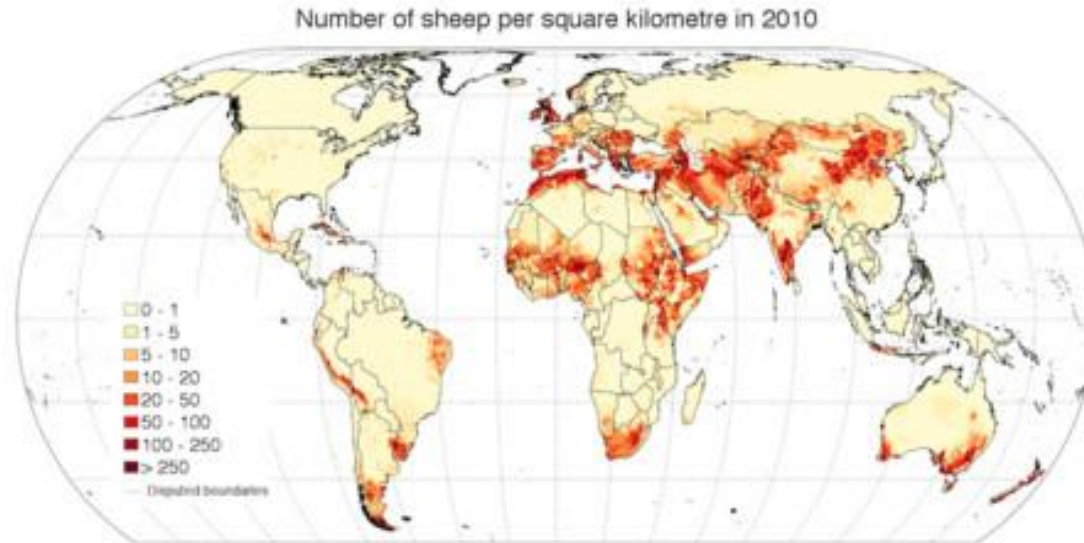 Number of sheep per square kilometre in 2010
0 - 1
1 - 5
5 - 10
10 - 20
20 - 50
50 - 100
100 - 250
> 250
Disputed boundaries